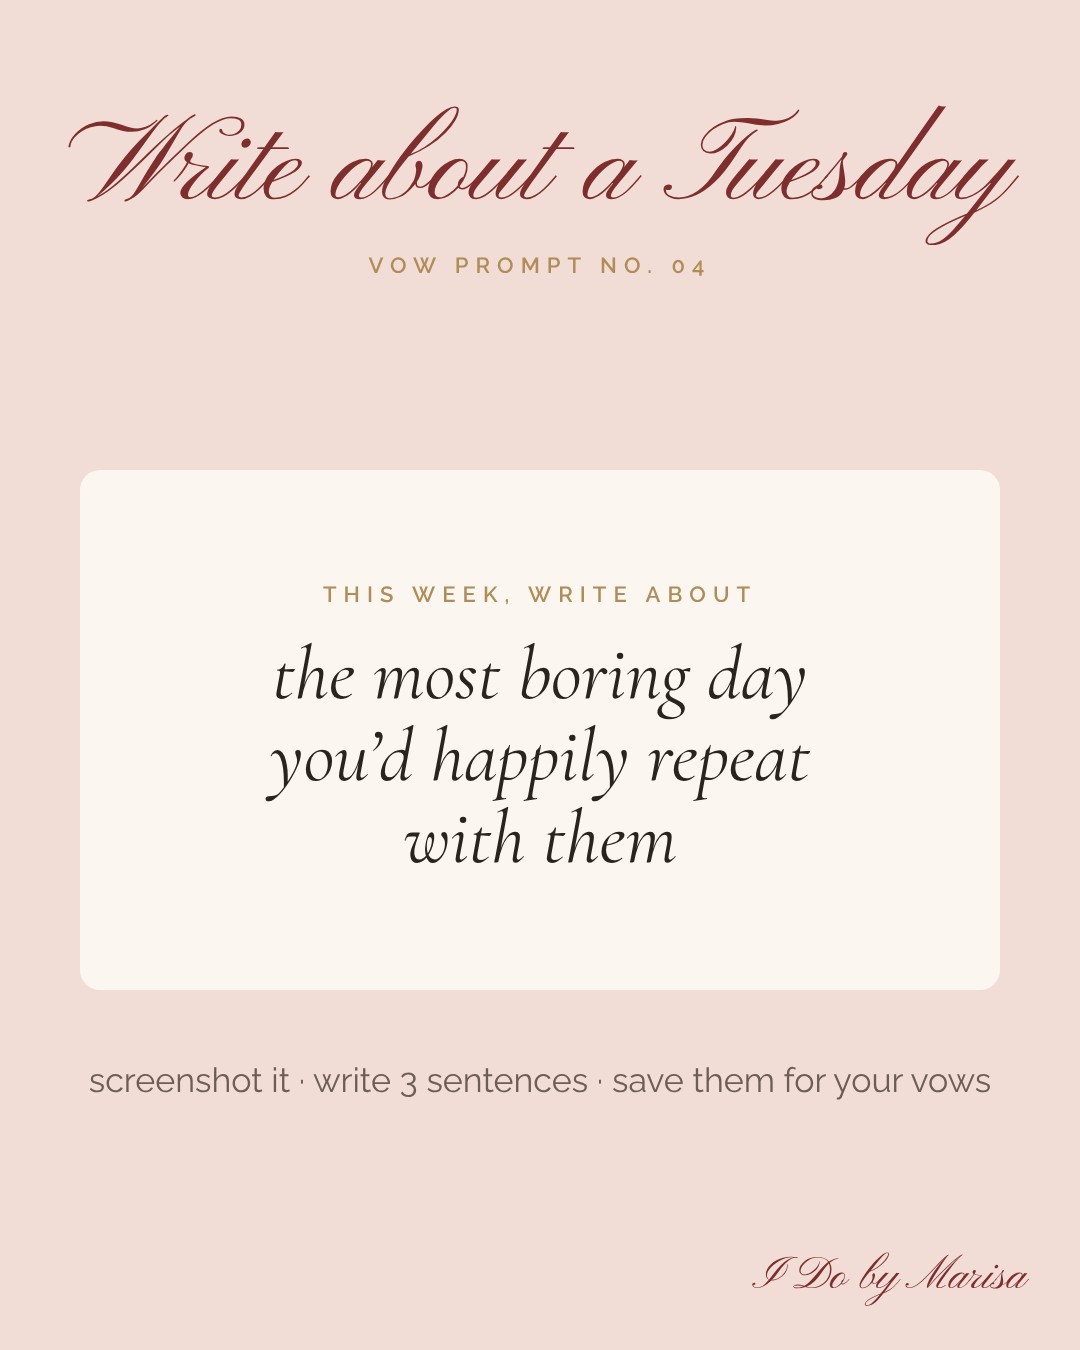 Write about a Tuesday
VOW PROMPT NO. 04
THIS WEEK, WRITE ABOUT
the most boring day
you’d happily repeat
with them
screenshot it · write 3 sentences · save them for your vows
I Do by Marisa